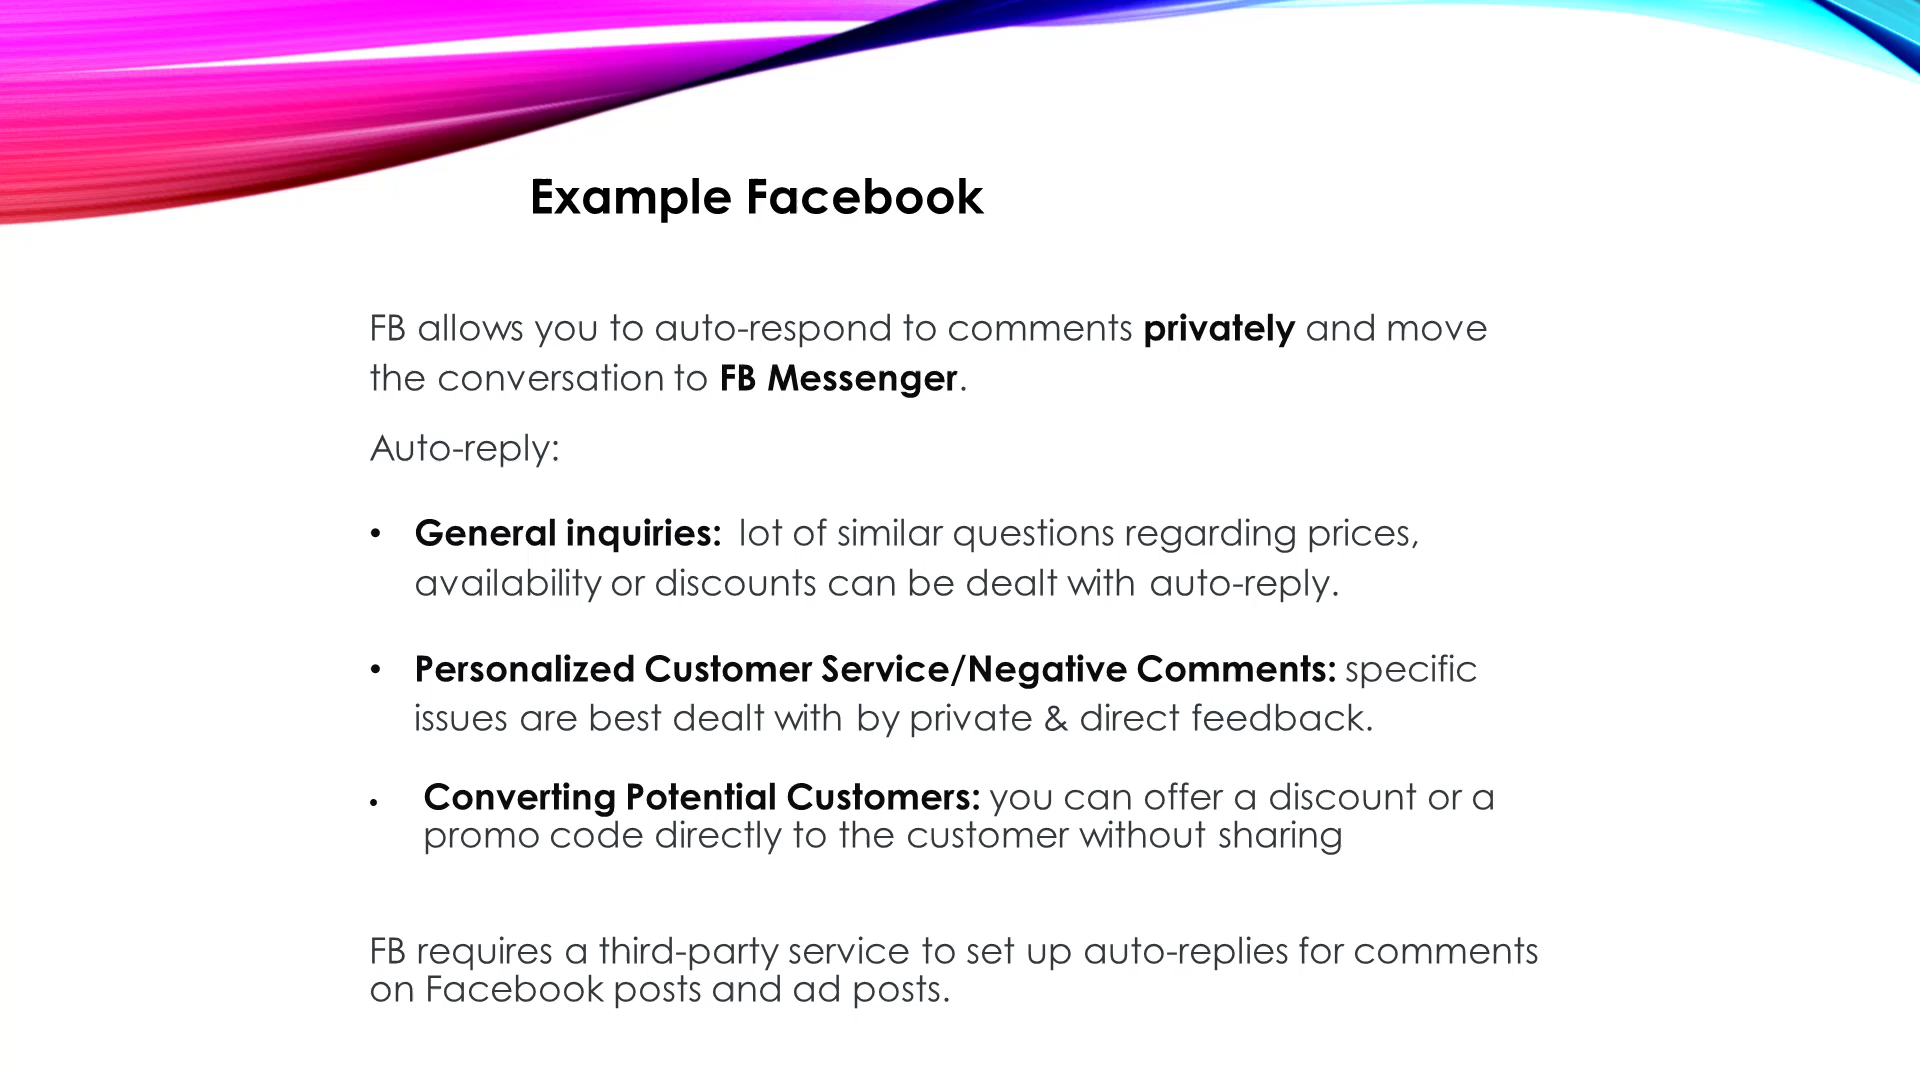 Example Facebook
FB allows you to auto-respond to comments privately and move
the conversation to FB Messenger.
Auto-reply:
• General inquiries: lot of similar questions regarding prices,
availability or discounts can be dealt with auto-reply.
• Personalized Customer Service/Negative Comments: specific
issues are best dealt with by private & direct feedback.
• Converting Potential Customers: you can offer a discount or a
promo code directly to the customer without sharing
FB requires a third-party service to set up auto-replies for comments
on Facebook posts and ad posts.